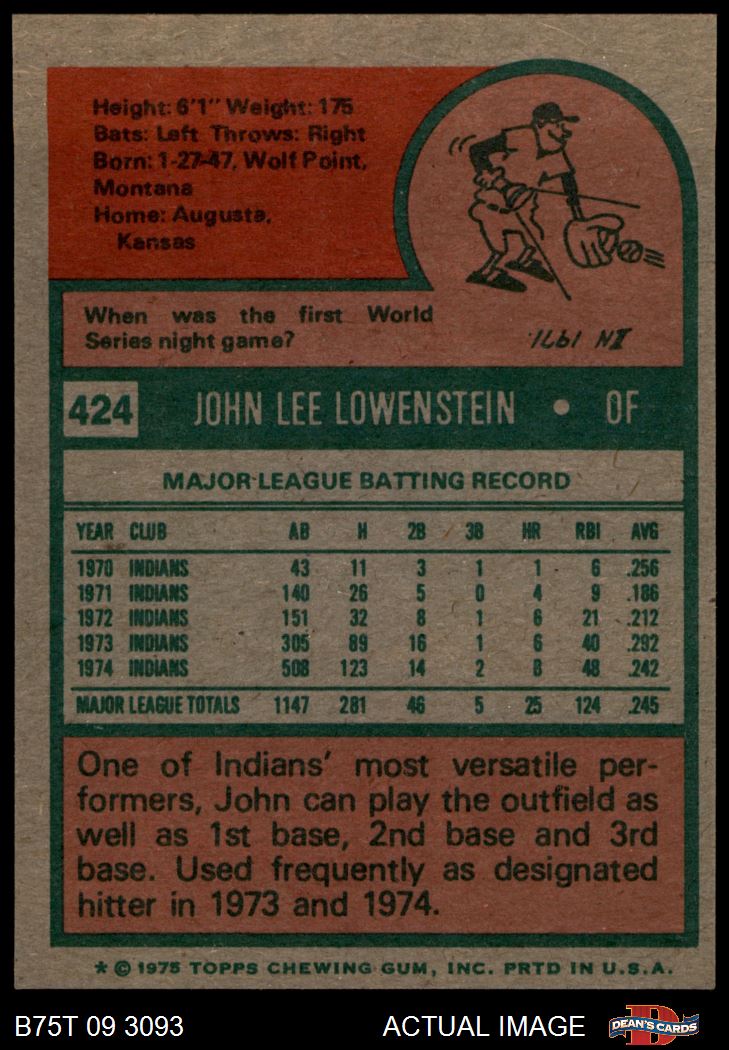 Height: 6'1" Weight: 175
Bats: Left Throws: Right
Born: 1-27-47, Wolf Point,
Montana
Home: Augusta,
Kansas
When was the first World
Series night game?
IN 1971.
424 JOHN LEE LOWENSTEIN • OF
MAJOR LEAGUE BATTING RECORD
YEAR CLUB AB H 2B 3B HR RBI AVG
1970 INDIANS 43 11 3 1 1 6 .256
1971 INDIANS 140 26 5 0 4 9 .186
1972 INDIANS 151 32 8 1 6 21 .212
1973 INDIANS 305 89 16 1 6 40 .292
1974 INDIANS 508 123 14 2 8 48 .242
MAJOR LEAGUE TOTALS 1147 281 46 5 25 124 .245
One of Indians' most versatile per-
formers, John can play the outfield as
well as 1st base, 2nd base and 3rd
base. Used frequently as designated
hitter in 1973 and 1974.
* © 1975 TOPPS CHEWING GUM, INC. PRTD IN U.S.A.
B75T 09 3093 ACTUAL IMAGE DEAN'S CARDS